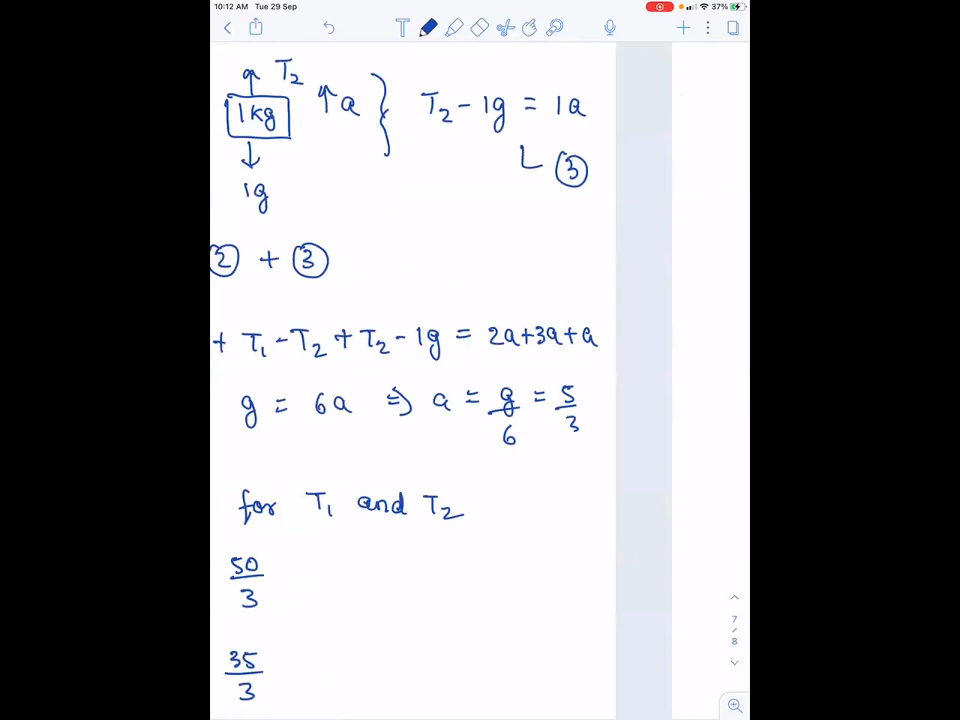 10:12 AM Tue 29 Sep 37%
T
T₂
1kg ↑a } T₂ - 1g = 1a
③
1g
② + ③
+ T₁ - T₂ + T₂ - 1g = 2a+3a+a
g = 6a ⇒ a = g/6 = 5/3
for T₁ and T₂
50/3
35/3
7
/
8